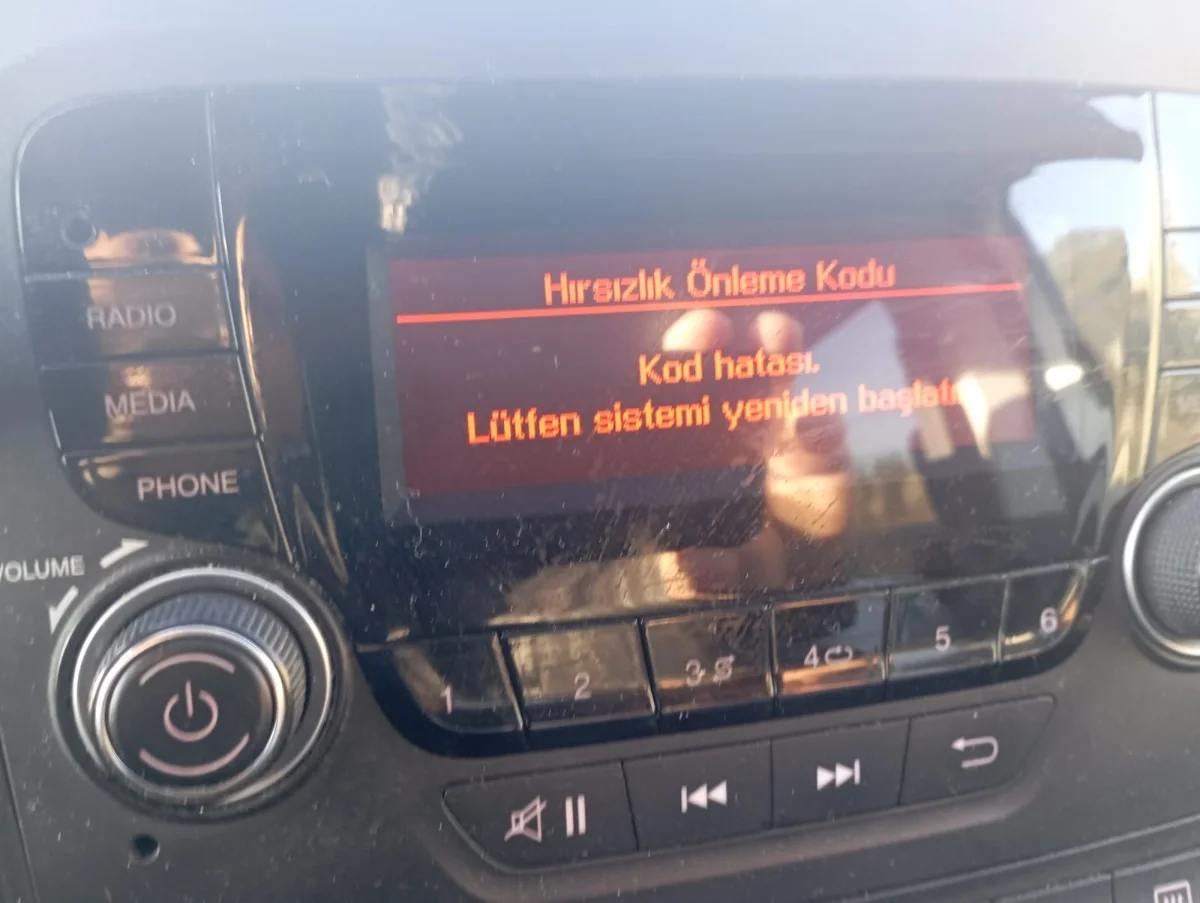 Hırsızlık Önleme Kodu
Kod hatası.
Lütfen sistemi yeniden
RADIO
MEDIA
PHONE
VOLUME
1
2
3
4
5
6